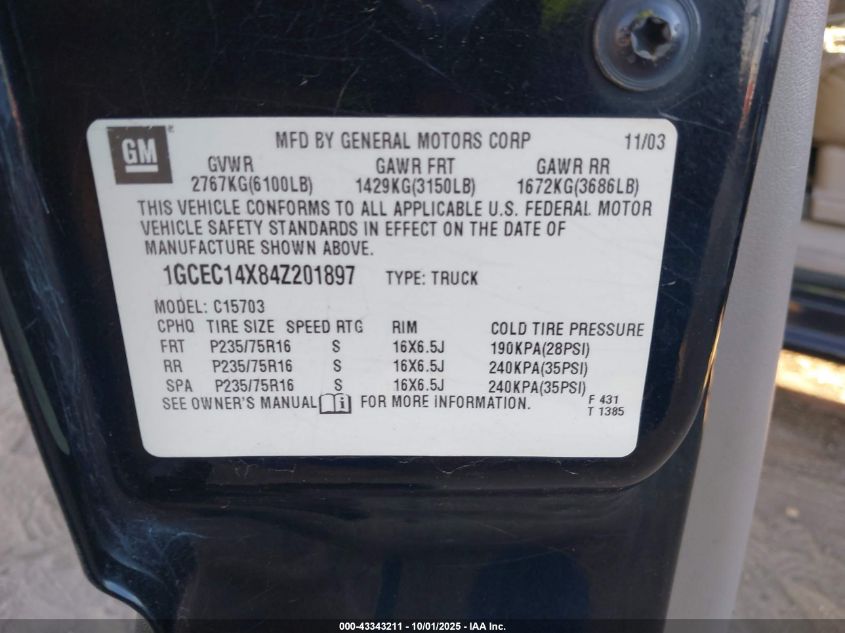 GM
MFD BY GENERAL MOTORS CORP 11/03
GVWR GAWR FRT GAWR RR
2767KG(6100LB) 1429KG(3150LB) 1672KG(3686LB)
THIS VEHICLE CONFORMS TO ALL APPLICABLE U.S. FEDERAL MOTOR
VEHICLE SAFETY STANDARDS IN EFFECT ON THE DATE OF
MANUFACTURE SHOWN ABOVE.
1GCEC14X84Z201897 TYPE: TRUCK
MODEL: C15703
CPHQ TIRE SIZE SPEED RTG RIM COLD TIRE PRESSURE
FRT P235/75R16 S 16X6.5J 190KPA(28PSI)
RR P235/75R16 S 16X6.5J 240KPA(35PSI)
SPA P235/75R16 S 16X6.5J 240KPA(35PSI)
SEE OWNER'S MANUAL i FOR MORE INFORMATION.
F 431
T 1385
000-43343211 - 10/01/2025 - IAA Inc.